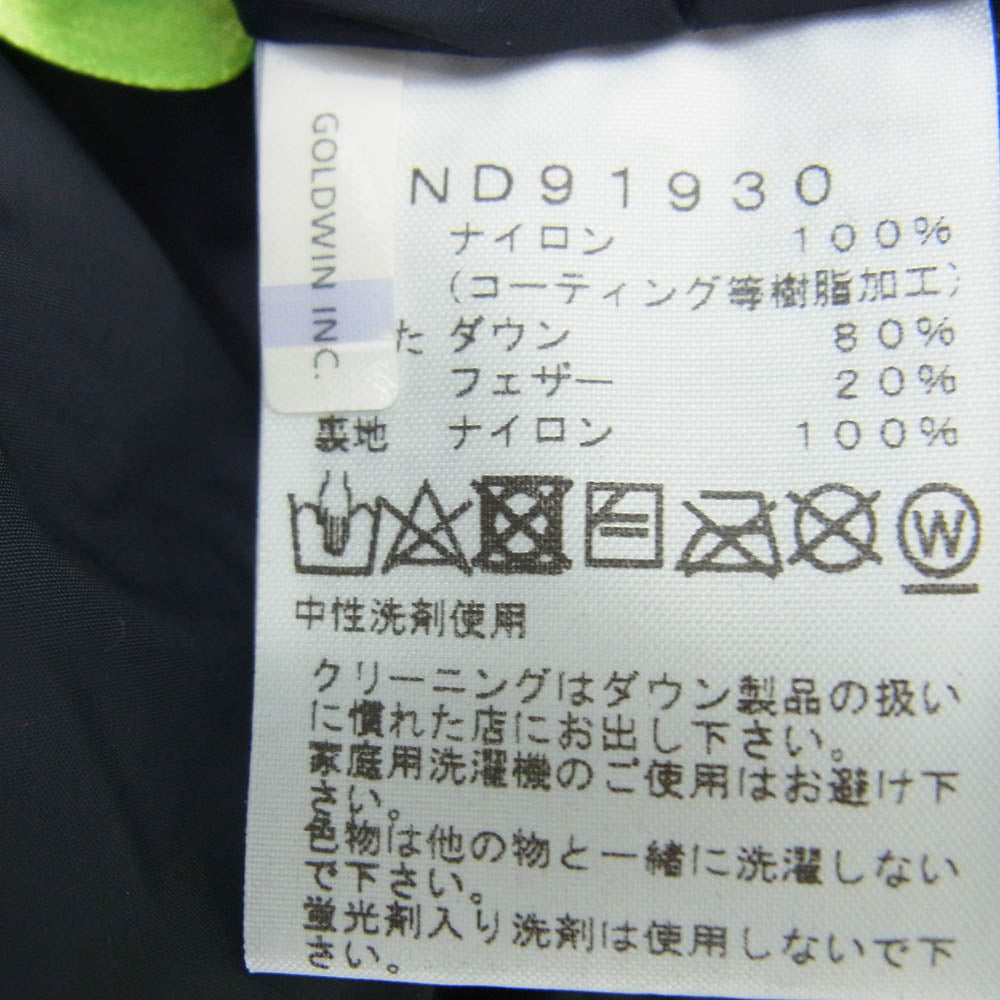 GOLDWIN INC.
ND91930
ナイロン 100%
(コーティング等樹脂加工)
た ダウン 80%
フェザー 20%
裏地 ナイロン 100%
W
中性洗剤使用
クリーニングはダウン製品の扱い
に慣れた店にお出し下さい。
家庭用洗濯機のご使用はお避け下
さい。
色物は他の物と一緒に洗濯しない
で下さい。
蛍光剤入り洗剤は使用しないで下
さい。